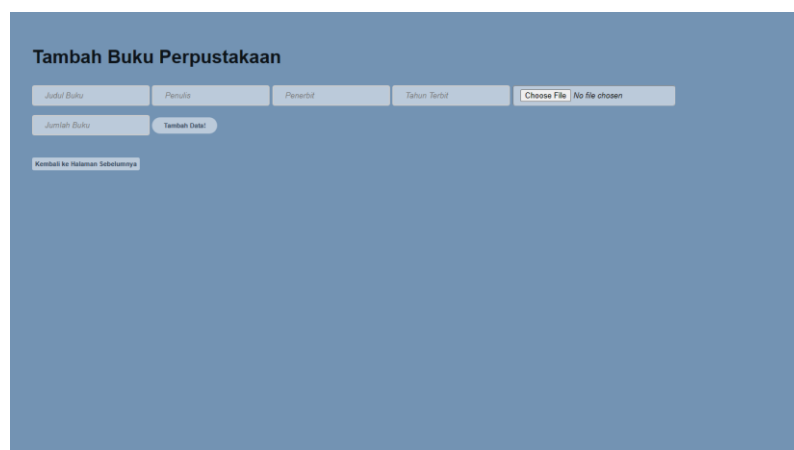 Tambah Buku Perpustakaan
Judul Buku Penulis Penerbit Tahun Terbit Choose File No file chosen
Jumlah Buku Tambah Data!
Kembali ke Halaman Sebelumnya